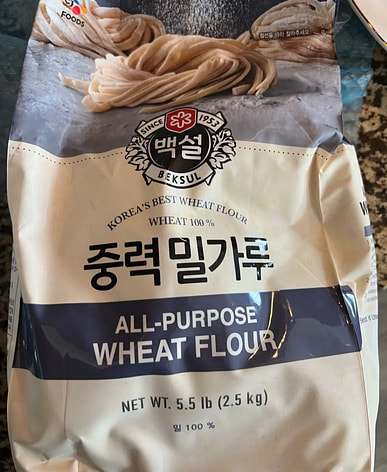 CJ
FOODS
SINCE 1953
백설
BEKSUL
KOREA'S BEST WHEAT FLOUR
WHEAT 100 %
중력 밀가루
ALL-PURPOSE
WHEAT FLOUR
NET WT. 5.5 lb (2.5 kg)
밀 100 %